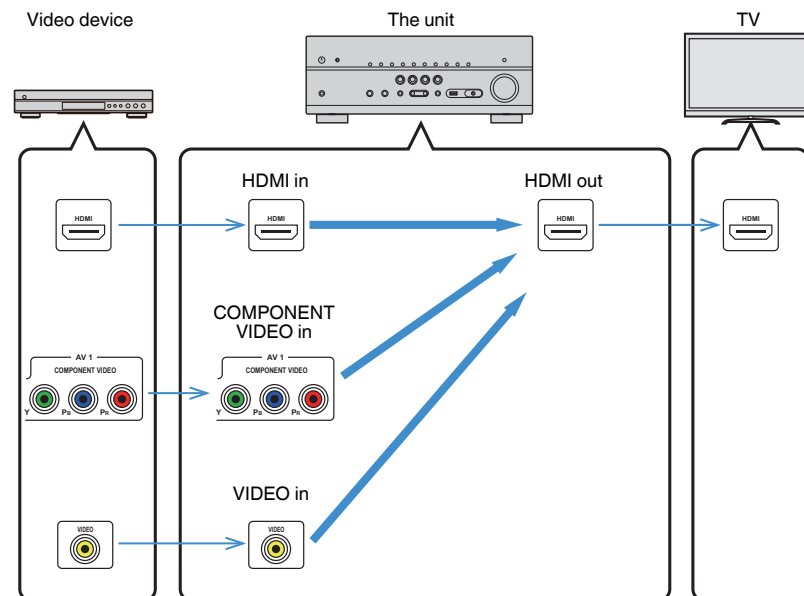 Video device
The unit
TV
HDMI in
HDMI out
HDMI
HDMI
HDMI
HDMI
COMPONENT
VIDEO in
AV 1
COMPONENT VIDEO
Y PB PR
AV 1
COMPONENT VIDEO
Y PB PR
VIDEO in
VIDEO
VIDEO